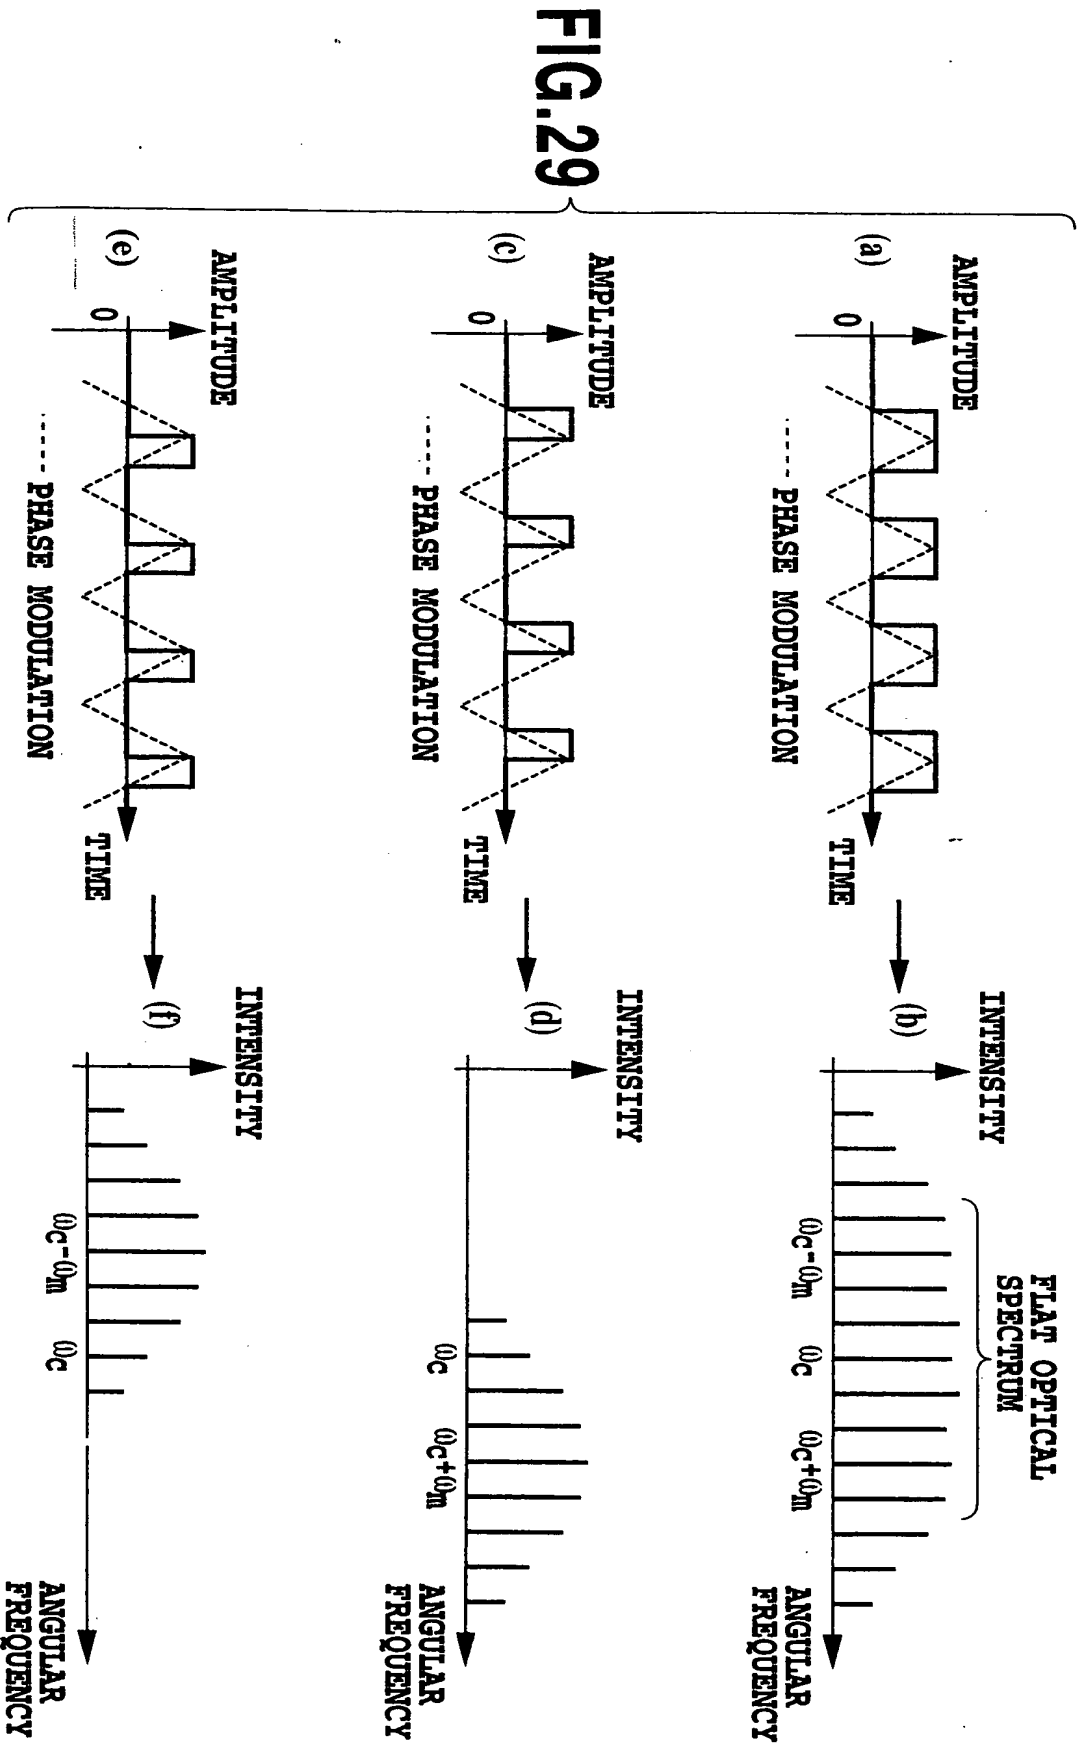 FIG.29
(a)
AMPLITUDE
0
TIME
---- PHASE MODULATION
(b)
INTENSITY
FLAT OPTICAL
SPECTRUM
ωc-ωm
ωc
ωc+ωm
ANGULAR
FREQUENCY
(c)
AMPLITUDE
0
TIME
---- PHASE MODULATION
(d)
INTENSITY
ωc
ωc+ωm
ANGULAR
FREQUENCY
(e)
AMPLITUDE
0
TIME
---- PHASE MODULATION
(f)
INTENSITY
ωc-ωm
ωc
ANGULAR
FREQUENCY